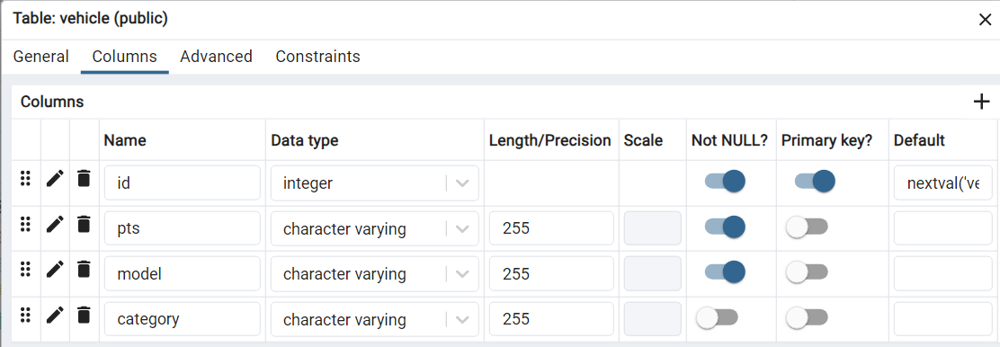 Table: vehicle (public)
General Columns Advanced Constraints
Columns
Name Data type Length/Precision Scale Not NULL? Primary key? Default
id integer nextval('ve
pts character varying 255
model character varying 255
category character varying 255